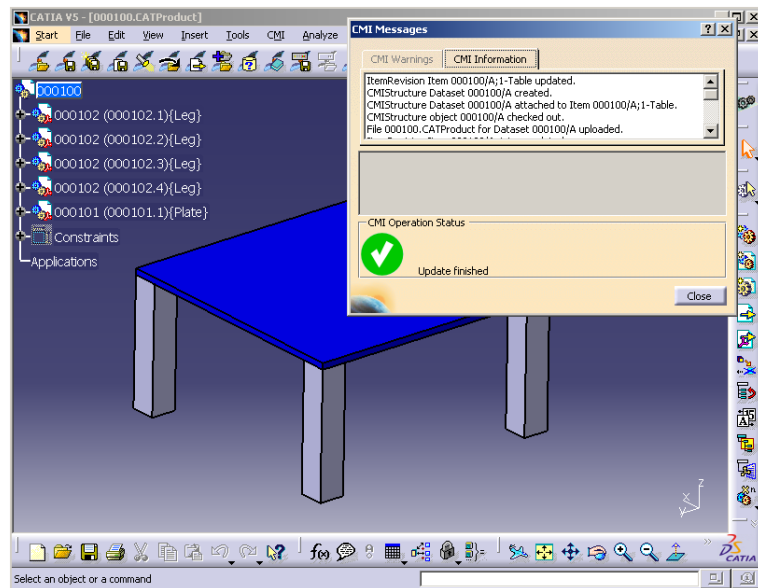 CATIA V5 - [000100.CATProduct]
Start File Edit View Insert Tools CMI Analyze
CMI Messages
CMI Warnings CMI Information
ItemRevision Item 000100/A;1-Table updated.
CMIStructure Dataset 000100/A created.
CMIStructure Dataset 000100/A attached to Item 000100/A;1-Table.
CMIStructure object 000100/A checked out.
File 000100.CATProduct for Dataset 000100/A uploaded.
CMI Operation Status
Update finished
Close
000100
000102 (000102.1){Leg}
000102 (000102.2){Leg}
000102 (000102.3){Leg}
000102 (000102.4){Leg}
000101 (000101.1){Plate}
Constraints
Applications
z
x
y
f(x)
CATIA
Select an object or a command